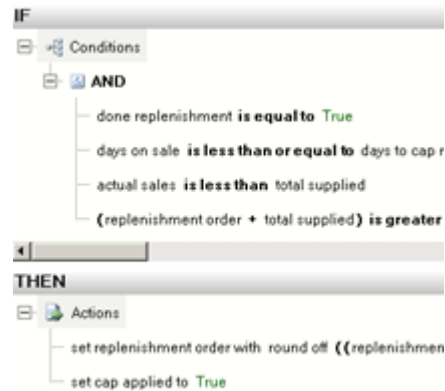 IF
Conditions
AND
done replenishment is equal to True
days on sale is less than or equal to days to cap
actual sales is less than total supplied
(replenishment order + total supplied) is greater
THEN
Actions
set replenishment order with round off ((
set cap applied to True